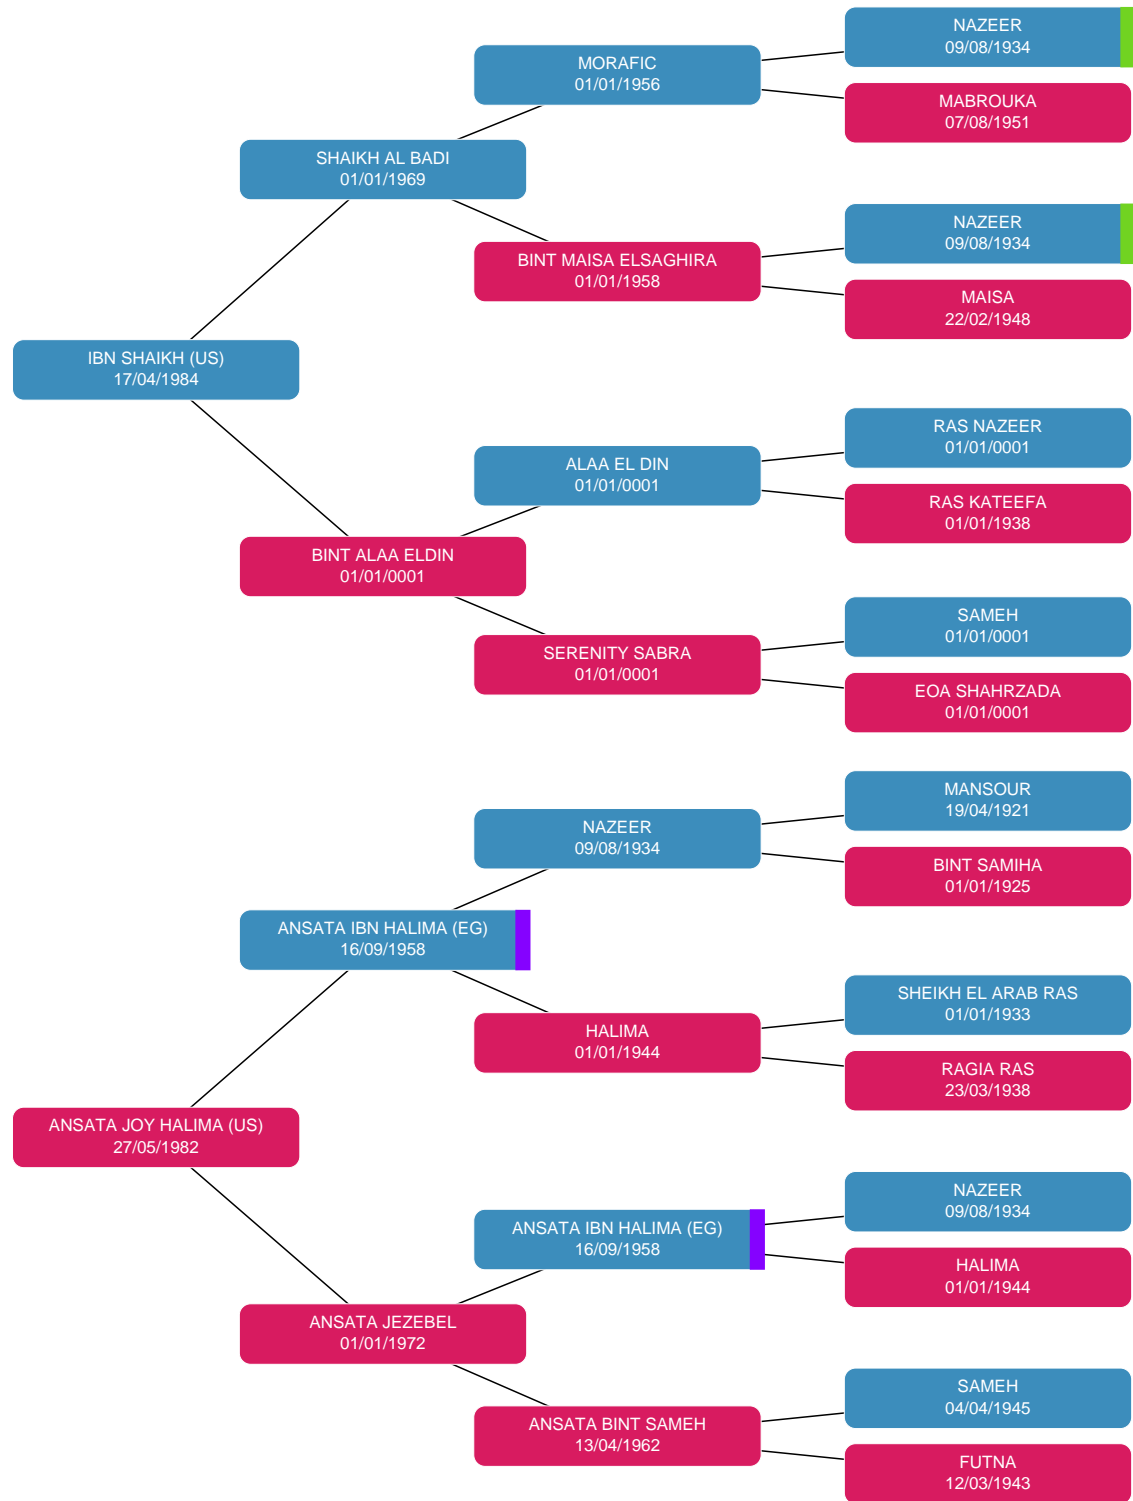 NAZEER
09/08/1934
MORAFIC
01/01/1956
MABROUKA
07/08/1951
SHAIKH AL BADI
01/01/1969
NAZEER
09/08/1934
BINT MAISA ELSAGHIRA
01/01/1958
MAISA
22/02/1948
IBN SHAIKH (US)
17/04/1984
RAS NAZEER
01/01/0001
ALAA EL DIN
01/01/0001
RAS KATEEFA
01/01/1938
BINT ALAA ELDIN
01/01/0001
SAMEH
01/01/0001
SERENITY SABRA
01/01/0001
EOA SHAHRZADA
01/01/0001
MANSOUR
19/04/1921
NAZEER
09/08/1934
BINT SAMIHA
01/01/1925
ANSATA IBN HALIMA (EG)
16/09/1958
SHEIKH EL ARAB RAS
01/01/1933
HALIMA
01/01/1944
RAGIA RAS
23/03/1938
ANSATA JOY HALIMA (US)
27/05/1982
NAZEER
09/08/1934
ANSATA IBN HALIMA (EG)
16/09/1958
HALIMA
01/01/1944
ANSATA JEZEBEL
01/01/1972
SAMEH
04/04/1945
ANSATA BINT SAMEH
13/04/1962
FUTNA
12/03/1943